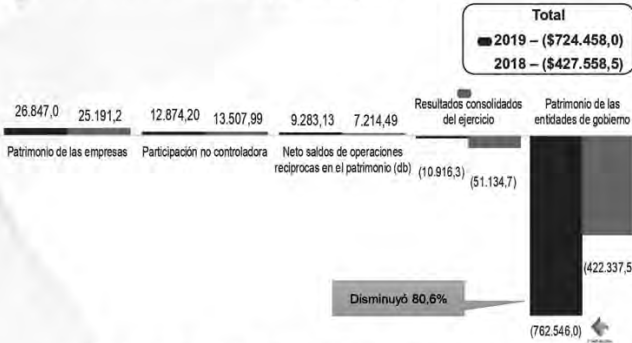 Total
2019 – ($724.458,0)
2018 – ($427.558,5)
26.847,0 25.191,2
Patrimonio de las empresas
12.874,20 13.507,99
Participación no controladora
9.283,13 7.214,49
Neto saldos de operaciones
reciprocas en el patrimonio (db)
Resultados consolidados
del ejercicio
(10.916,3)
(51.134,7)
Patrimonio de las
entidades de gobierno
(422.337,5
Disminuyó 80,6%
(762.546,0)